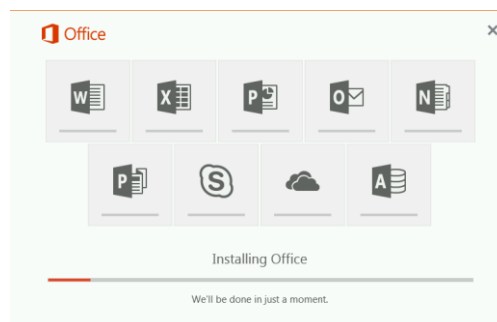 Office
W
X
P
O
N
P
S
A
Installing Office
We'll be done in just a moment.